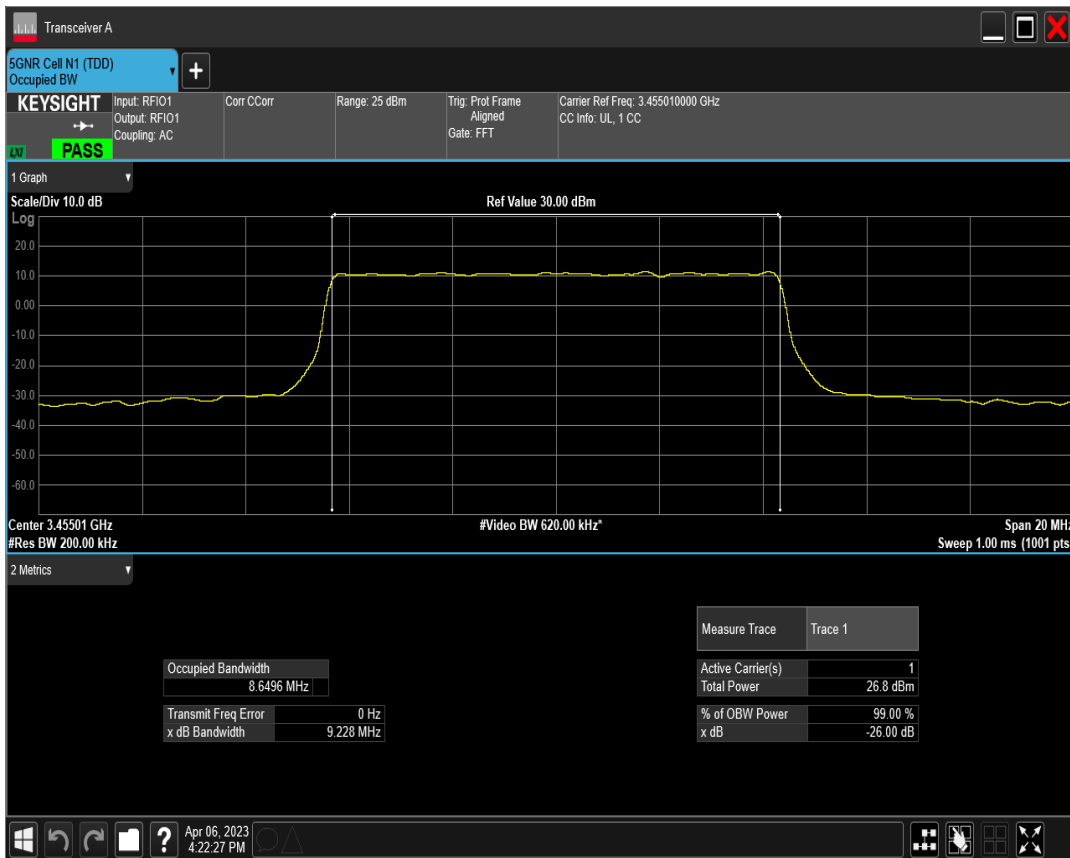 Transceiver A
5GNR Cell N1 (TDD)
Occupied BW
+
KEYSIGHT
LXI
PASS
Input: RFIO1
Output: RFIO1
Coupling: AC
Corr CCorr
Range: 25 dBm
Trig: Prot Frame
Aligned
Gate: FFT
Carrier Ref Freq: 3.455010000 GHz
CC Info: UL, 1 CC
1 Graph
Scale/Div 10.0 dB
Ref Value 30.00 dBm
Log
20.0
10.0
0.00
-10.0
-20.0
-30.0
-40.0
-50.0
-60.0
Center 3.45501 GHz
#Video BW 620.00 kHz*
Span 20 MHz
#Res BW 200.00 kHz
Sweep 1.00 ms (1001 pts
2 Metrics
Measure Trace Trace 1
Occupied Bandwidth
8.6496 MHz
Active Carrier(s) 1
Total Power 26.8 dBm
Transmit Freq Error 0 Hz
x dB Bandwidth 9.228 MHz
% of OBW Power 99.00 %
x dB -26.00 dB
?
Apr 06, 2023
4:22:27 PM